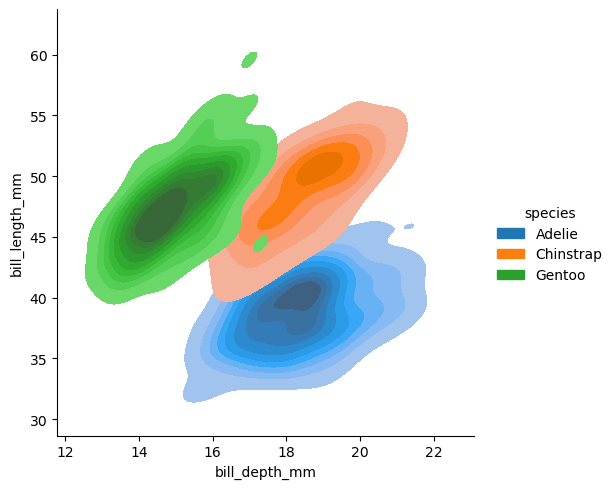 60
55
50
45
40
35
30
bill_length_mm
12
14
16
18
20
22
bill_depth_mm
species
Adelie
Chinstrap
Gentoo